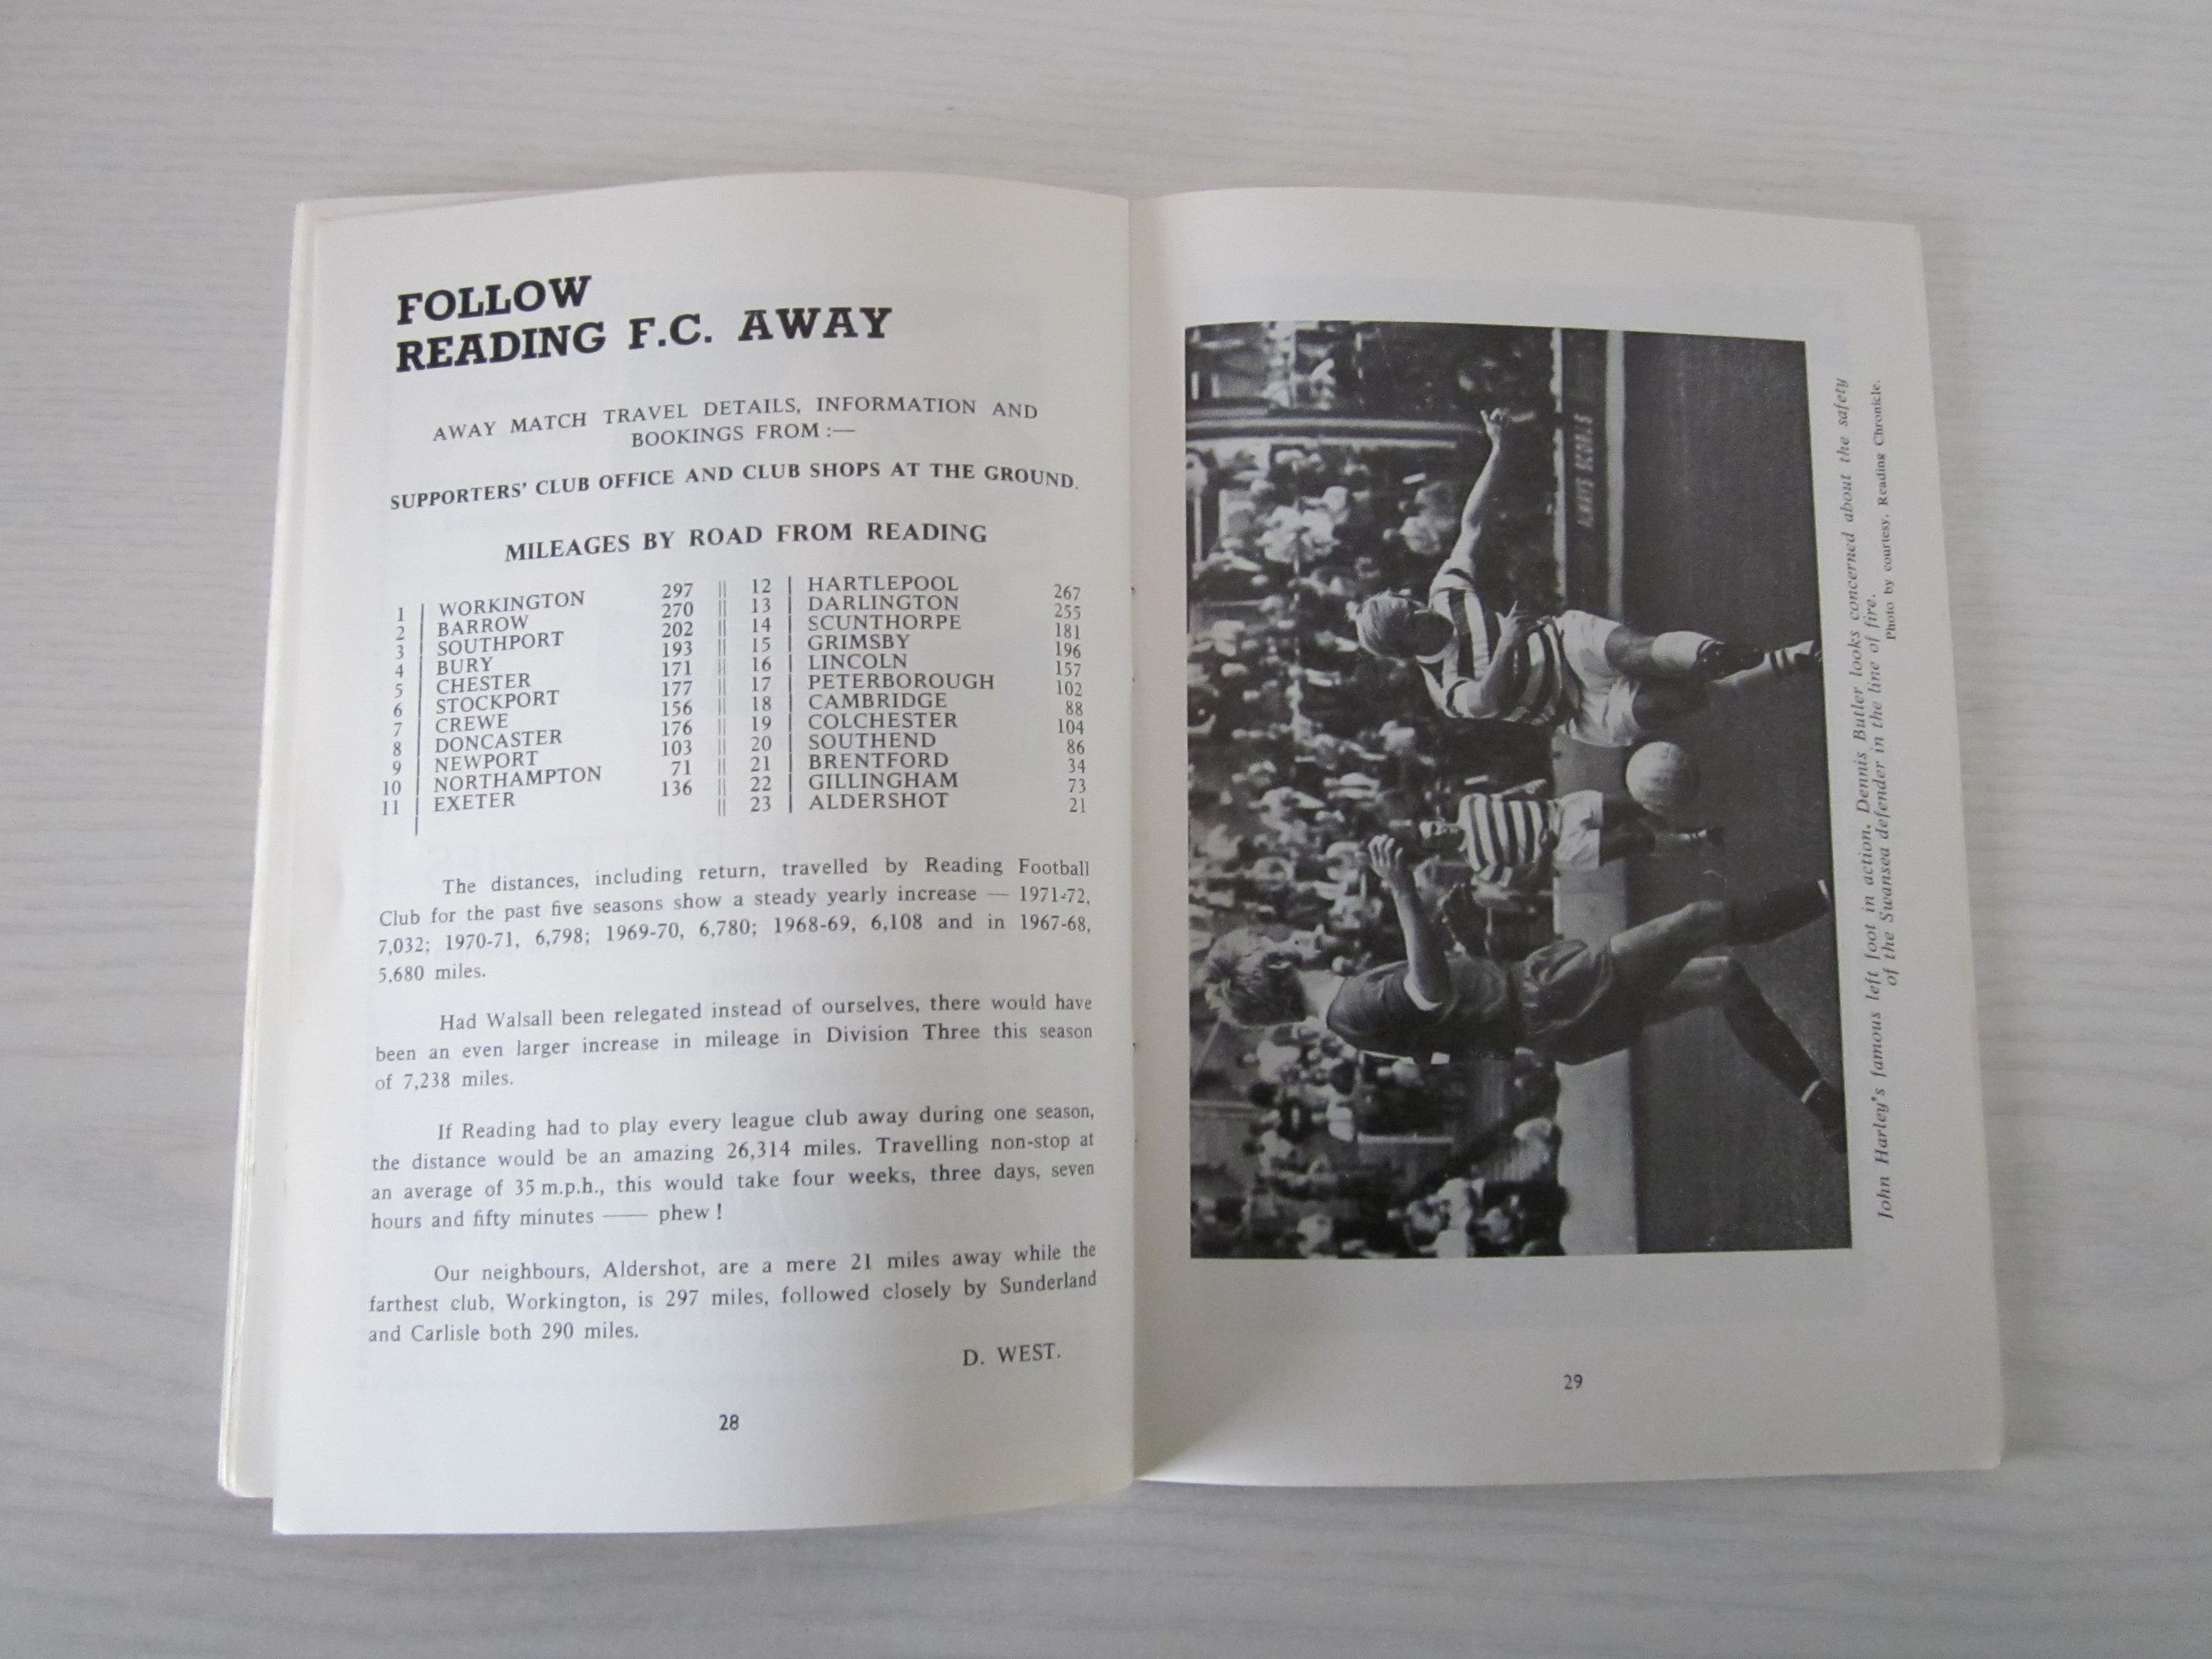 FOLLOW
READING F.C. AWAY
AWAY MATCH TRAVEL DETAILS, INFORMATION AND
BOOKINGS FROM :—
SUPPORTERS' CLUB OFFICE AND CLUB SHOPS AT THE GROUND.
MILEAGES BY ROAD FROM READING
1 | WORKINGTON 297 || 12 | HARTLEPOOL 267
2 | BARROW 270 || 13 | DARLINGTON 255
3 | SOUTHPORT 202 || 14 | SCUNTHORPE 181
4 | BURY 193 || 15 | GRIMSBY 196
5 | CHESTER 171 || 16 | LINCOLN 157
6 | STOCKPORT 177 || 17 | PETERBOROUGH 102
7 | CREWE 156 || 18 | CAMBRIDGE 88
8 | DONCASTER 176 || 19 | COLCHESTER 104
9 | NEWPORT 103 || 20 | SOUTHEND 86
10 | NORTHAMPTON 71 || 21 | BRENTFORD 34
11 | EXETER 136 || 22 | GILLINGHAM 73
|| 23 | ALDERSHOT 21
The distances, including return, travelled by Reading Football
Club for the past five seasons show a steady yearly increase — 1971-72,
7,032; 1970-71, 6,798; 1969-70, 6,780; 1968-69, 6,108 and in 1967-68,
5,680 miles.
Had Walsall been relegated instead of ourselves, there would have
been an even larger increase in mileage in Division Three this season
of 7,238 miles.
If Reading had to play every league club away during one season,
the distance would be an amazing 26,314 miles. Travelling non-stop at
an average of 35 m.p.h., this would take four weeks, three days, seven
hours and fifty minutes —— phew !
Our neighbours, Aldershot, are a mere 21 miles away while the
farthest club, Workington, is 297 miles, followed closely by Sunderland
and Carlisle both 290 miles.
D. WEST.
28
John Harley's famous left foot in action. Dennis Butler looks concerned about the safety
of the Swansea defender in the line of fire.
Photo by courtesy, Reading Chronicle.
29